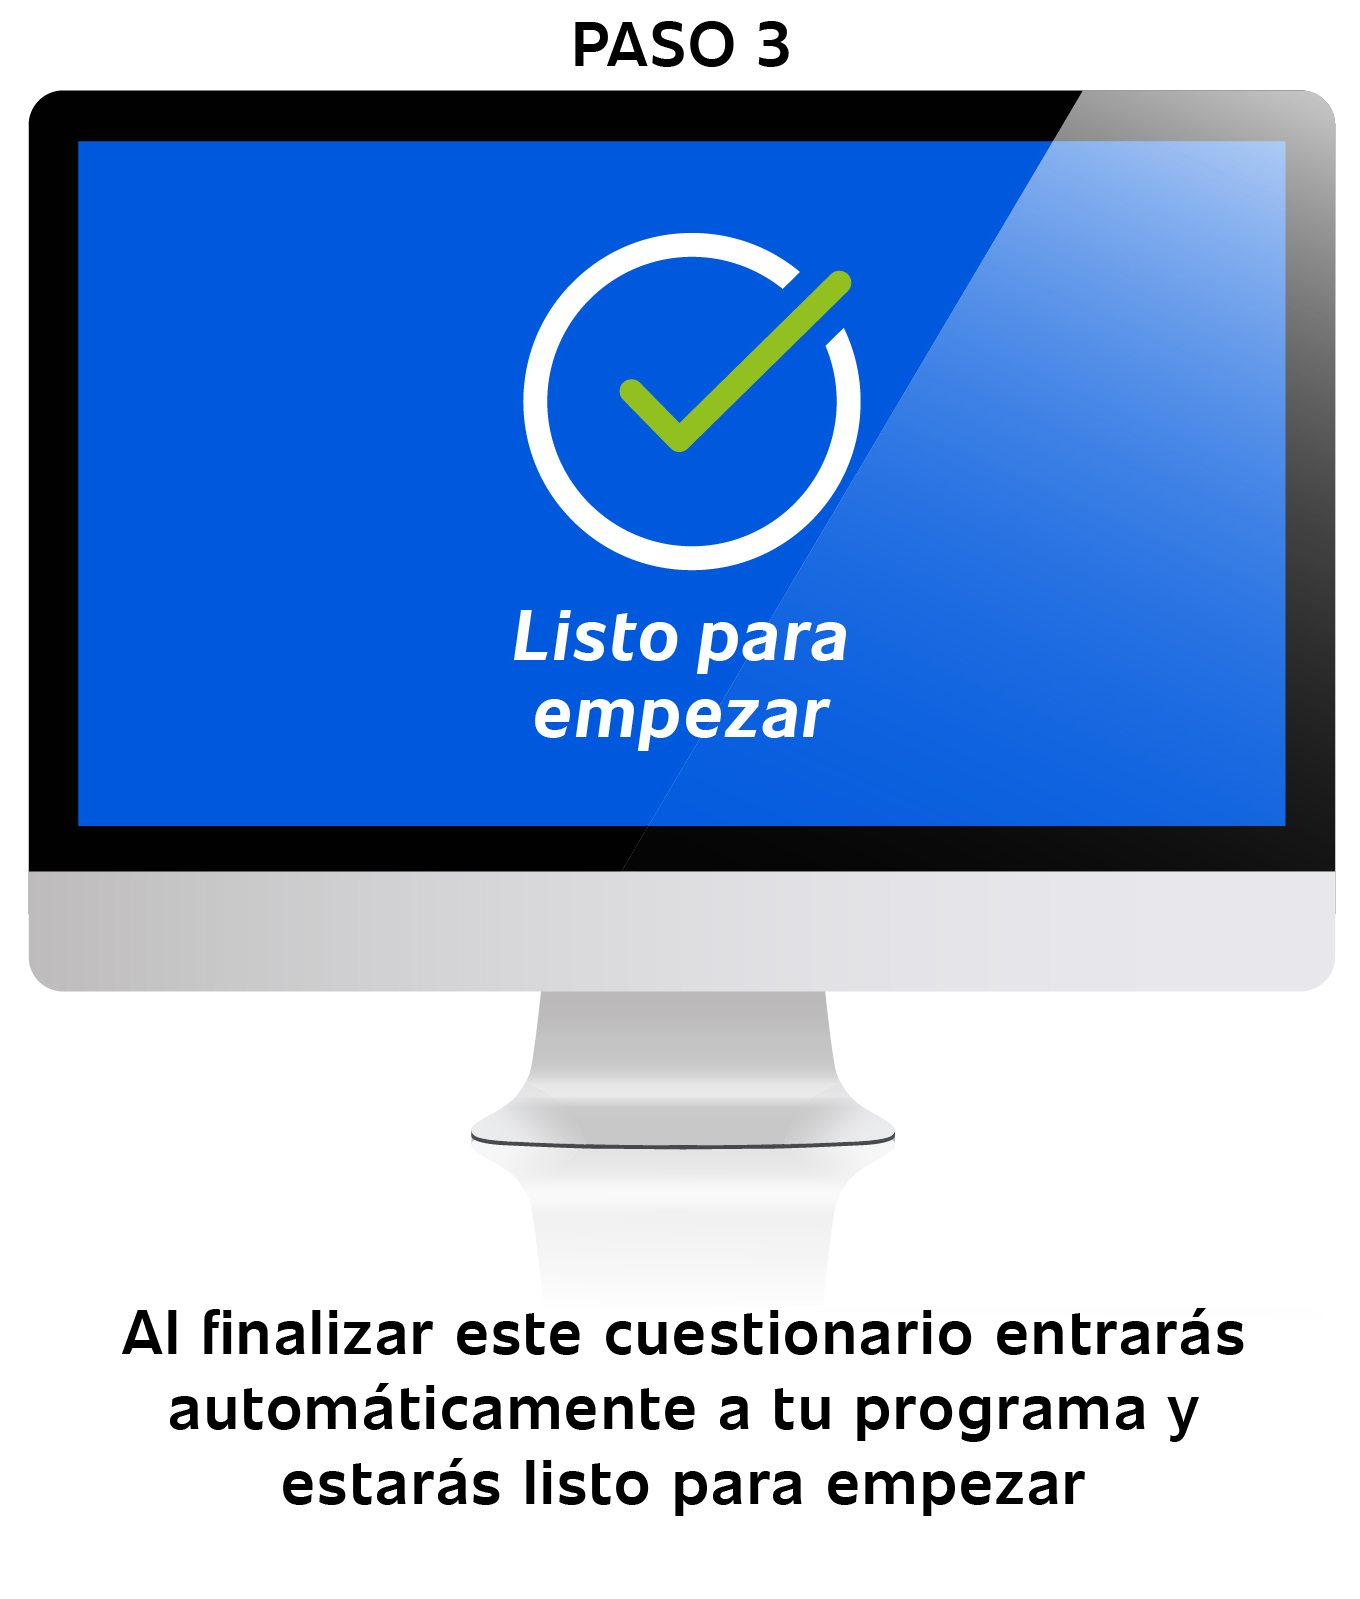 PASO 3
Listo para
empezar
Al finalizar este cuestionario entrarás
automáticamente a tu programa y
estarás listo para empezar